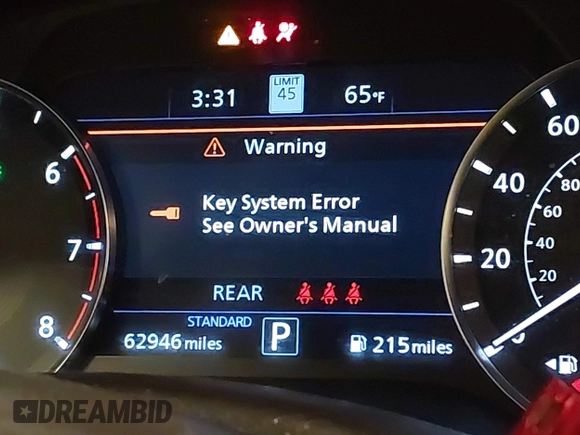 3:31 LIMIT 45 65°F
Warning
Key System Error
See Owner's Manual
REAR
STANDARD
62946 miles P 215 miles
6
7
8
60
40
20
0
80
60
40
20
DREAMBID